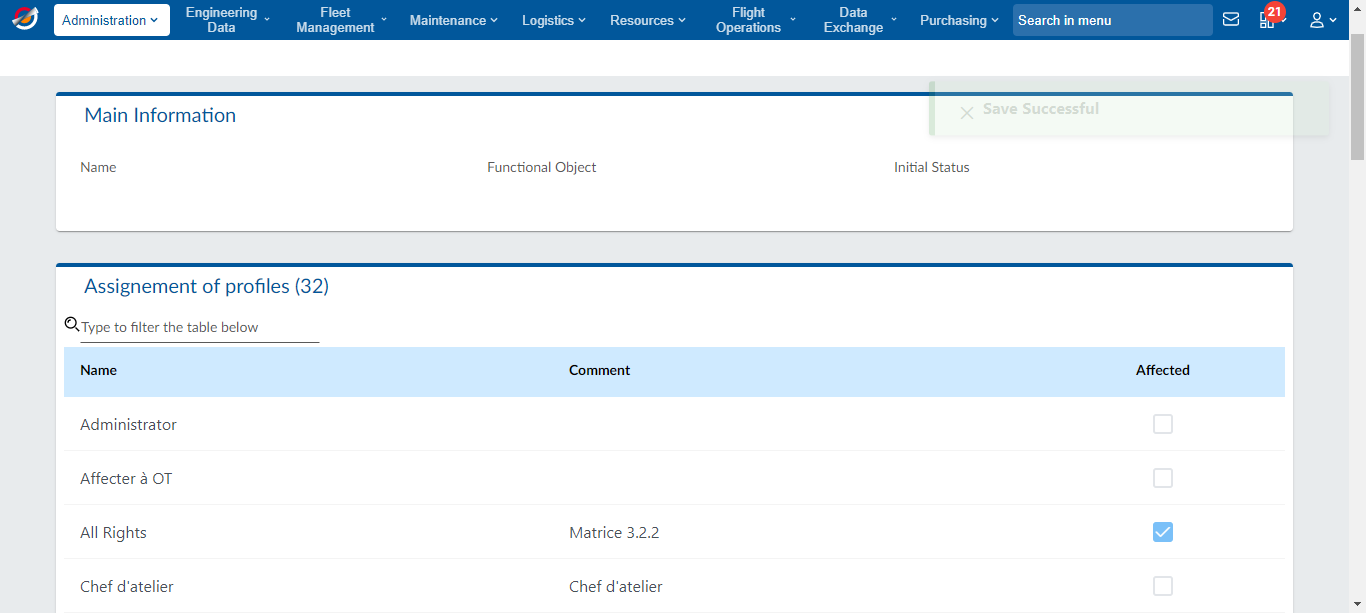 Administration
Engineering
Data
Fleet
Management
Maintenance
Logistics
Resources
Flight
Operations
Data
Exchange
Purchasing
Search in menu
21
Save Successful
Main Information
Name Functional Object Initial Status
Assignement of profiles (32)
Type to filter the table below
Name Comment Affected
Administrator
Affecter à OT
All Rights Matrice 3.2.2
Chef d'atelier Chef d'atelier